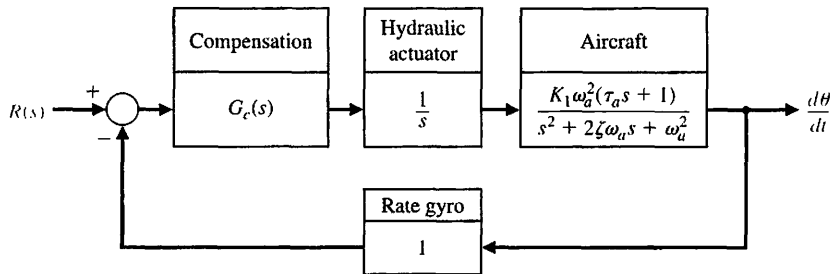 Compensation
Hydraulic
actuator
Aircraft
R(s)
+
−
G_c(s)
1
s
K_1ω_a^2(τ_a s + 1)
s^2 + 2ζω_a s + ω_a^2
dθ
dt
Rate gyro
1